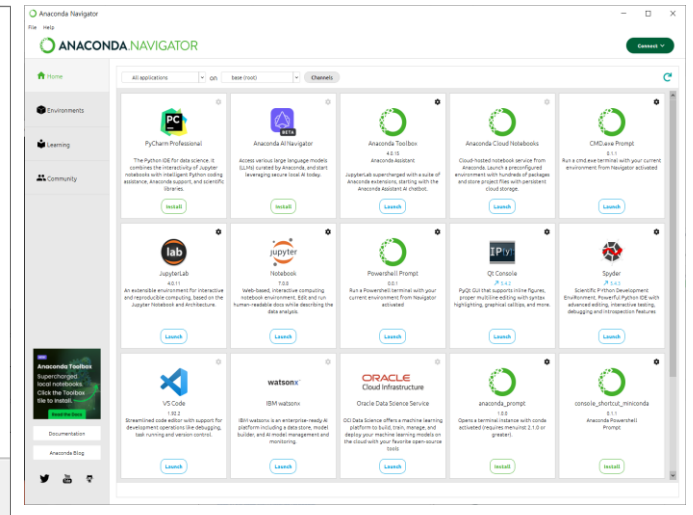 Anaconda Navigator
File Help
ANACONDA.NAVIGATOR
Connect
Home
Environments
Learning
Community
All applications
on
base (root)
Channels
PC
PyCharm Professional
The Python IDE for data science, it
combines the interactivity of Jupyter
notebooks with intelligent Python coding
assistance, Anaconda support, and scientific
libraries.
Install
BETA
Anaconda AI Navigator
Access various large language models
(LLMs) curated by Anaconda, and start
leveraging secure local AI today.
Install
Anaconda Toolbox
4.0.15
Anaconda Assistant
JupyterLab supercharged with a suite of
Anaconda extensions, starting with the
Anaconda Assistant AI chatbot.
Launch
Anaconda Cloud Notebooks
Cloud-hosted notebook service from
Anaconda. Launch a preconfigured
environment with hundreds of packages
and store project files with persistent
cloud storage.
Launch
CMD.exe Prompt
0.1.1
Run a cmd.exe terminal with your current
environment from Navigator activated
Launch
lab
JupyterLab
4.0.11
An extensible environment for interactive
and reproducible computing, based on the
Jupyter Notebook and Architecture.
Launch
jupyter
Notebook
7.0.8
Web-based, interactive computing
notebook environment. Edit and run
human-readable docs while describing the
data analysis.
Launch
Powershell Prompt
0.0.1
Run a Powershell terminal with your
current environment from Navigator
activated
Launch
IP[y]:
Qt Console
5.4.2
PyQt GUI that supports inline figures,
proper multiline editing with syntax
highlighting, graphical calltips, and more.
Launch
Spyder
5.4.3
Scientific Python Development
EnviRonment. Powerful Python IDE with
advanced editing, interactive testing,
debugging and introspection features
Launch
VS Code
1.92.2
Streamlined code editor with support for
development operations like debugging,
task running and version control.
Launch
watsonx
IBM watsonx
IBM watsonx is an enterprise-ready AI
platform including a data store, model
builder, and AI model management and
monitoring.
Launch
ORACLE
Cloud Infrastructure
Oracle Data Science Service
OCI Data Science offers a machine learning
platform to build, train, manage, and
deploy your machine learning models on
the cloud with your favorite open-source
tools
Launch
anaconda_prompt
1.0.0
Opens a terminal instance with conda
activated (requires menuinst 2.1.0 or
greater).
Install
console_shortcut_miniconda
0.1.1
Anaconda Powershell
Prompt
Install
Anaconda Toolbox
Supercharged
local notebooks.
Click the Toolbox
tile to install.
Read the Docs
Documentation
Anaconda Blog
You